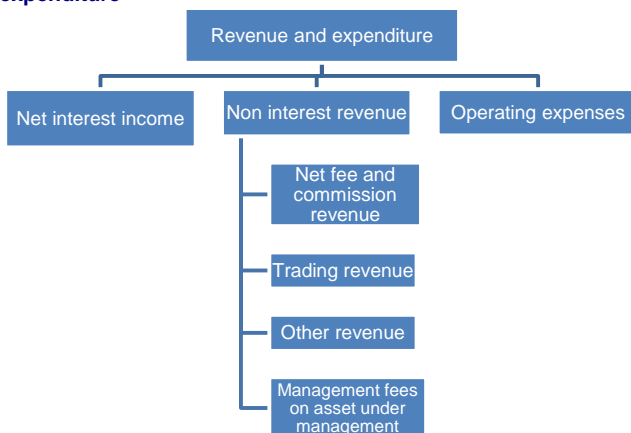 expenditure
Revenue and expenditure
Net interest income
Non interest revenue
Operating expenses
Net fee and
commission
revenue
Trading revenue
Other revenue
Management fees
on asset under
management